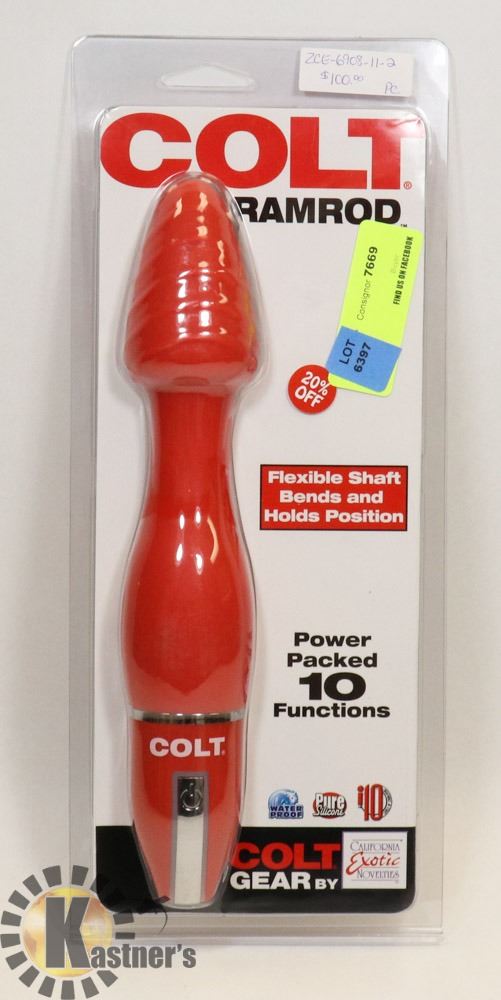 ZCE-6908-11-2
$100.00
PC
COLT®
RAMROD™
Consignor 7669
FIND US ON FACEBOOK
LOT
6397
20%
OFF
Flexible Shaft
Bends and
Holds Position
Power
Packed
10
Functions
COLT
WATER
PROOF
Pure
Silicone
i10
COLT
GEAR BY
CALIFORNIA
Exotic
NOVELTIES
Kastner's